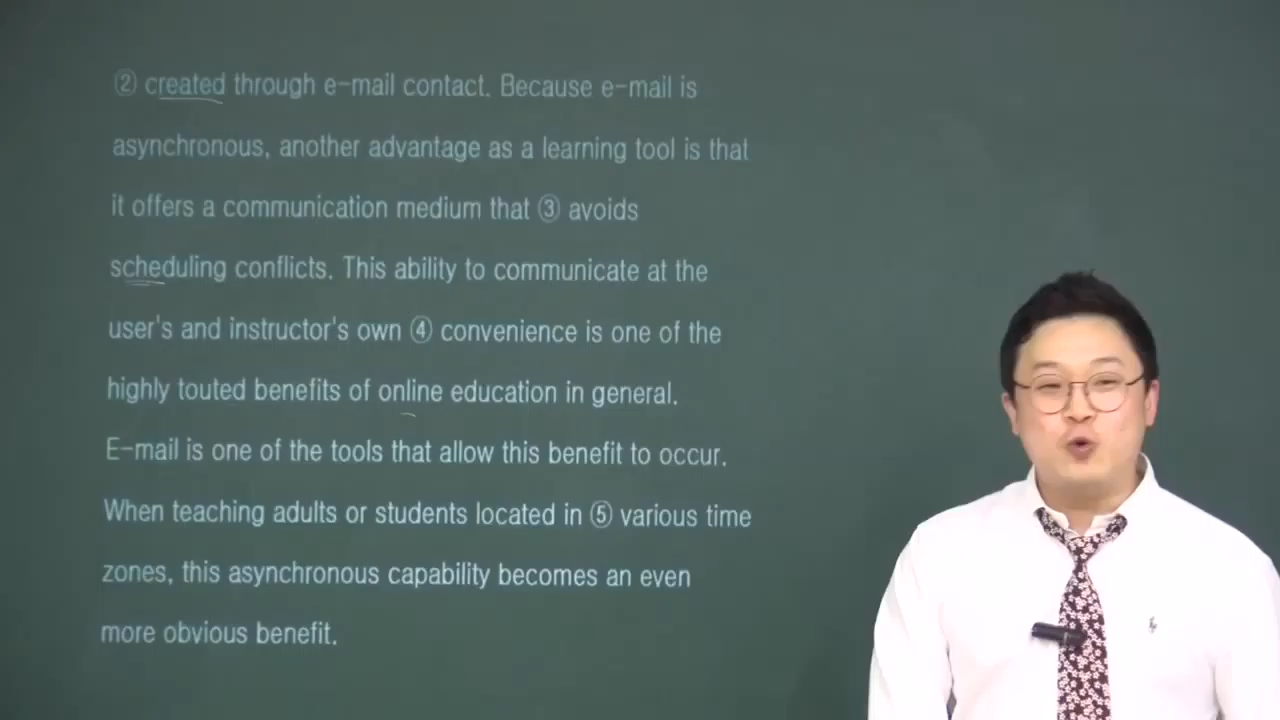 ② created through e-mail contact. Because e-mail is
asynchronous, another advantage as a learning tool is that
it offers a communication medium that ③ avoids
scheduling conflicts. This ability to communicate at the
user's and instructor's own ④ convenience is one of the
highly touted benefits of online education in general.
E-mail is one of the tools that allow this benefit to occur.
When teaching adults or students located in ⑤ various time
zones, this asynchronous capability becomes an even
more obvious benefit.